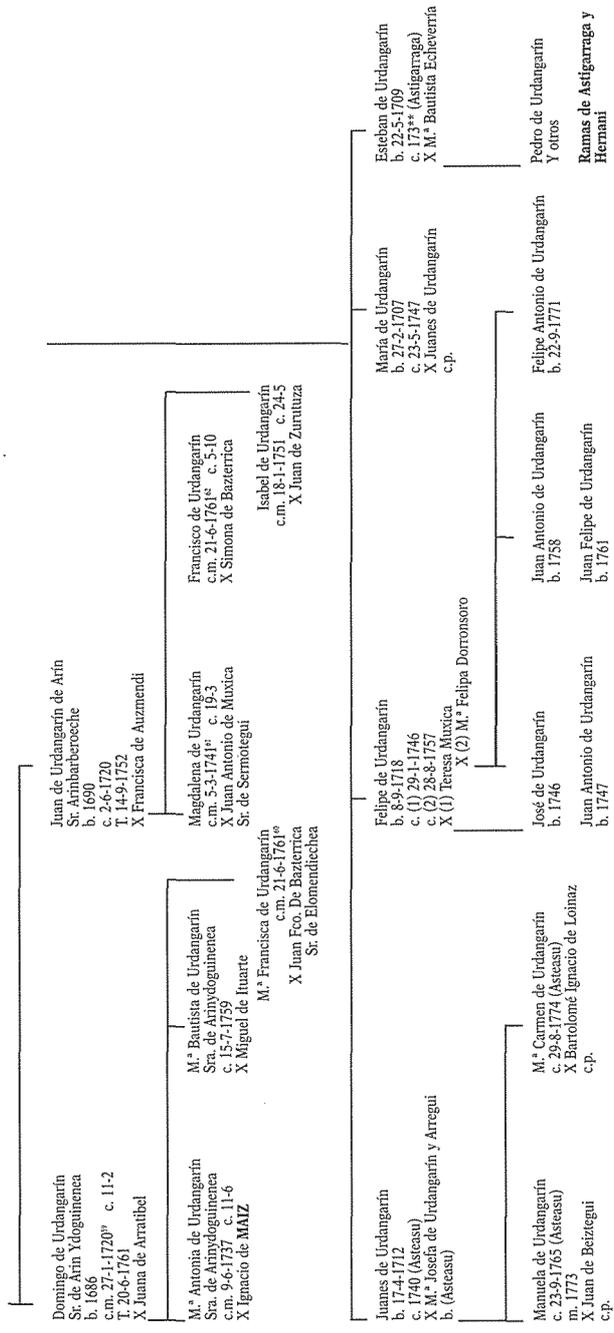 Domingo de Urdangarín
Sr. de Arin Ydoguinenea
b. 1686
c.m. 27-1-1720⁵⁹ c. 11-2
T. 20-6-1761
X Juana de Arratibel
Juan de Urdangarín de Arín
Sr. Arinbarberoeche
b. 1690
c. 2-6-1720
T. 14-9-1752
X Francisca de Auzmendi
M.ª Antonia de Urdangarín
Sra. de Arinydoguinenea
c.m. 9-6-1737 c. 11-6
X Ignacio de MAIZ
M.ª Bautista de Urdangarín
Sra. de Arinydoguinenea
c. 15-7-1759
X Miguel de Ituarte
M.ª Francisca de Urdangarín
c.m. 21-6-1761⁶⁰
X Juan Fco. De Bazterrica
Sr. de Elomendiechea
Magdalena de Urdangarín
c.m. 5-3-1741⁶¹ c. 19-3
X Juan Antonio de Muxica
Sr. de Sermotegui
Francisco de Urdangarín
c.m. 21-6-1761⁶² c. 5-10
X Simona de Bazterrica
Isabel de Urdangarín
c.m. 18-1-1751 c. 24-5
X Juan de Zurutuza
Juanes de Urdangarín
b. 17-4-1712
c. 1740 (Asteasu)
X M.ª Josefa de Urdangarín y Arregui
b. (Asteasu)
Felipe de Urdangarín
b. 8-9-1718
c. (1) 29-1-1746
c. (2) 28-8-1757
X (1) Teresa Muxica
X (2) M.ª Felipa Dorronsoro
María de Urdangarín
b. 27-2-1707
c. 23-5-1747
X Juanes de Urdangarín
c.p.
Esteban de Urdangarín
b. 22-5-1709
c. 173** (Astigarraga)
X M.ª Bautista Echeverría
Manuela de Urdangarín
c. 23-9-1765 (Asteasu)
m. 1773
X Juan de Beiztegui
c.p.
M.ª Carmen de Urdangarín
c. 29-8-1774 (Asteasu)
X Bartolomé Ignacio de Loinaz
c.p.
José de Urdangarín
b. 1746
Juan Antonio de Urdangarín
b. 1747
Juan Antonio de Urdangarín
b. 1758
Juan Felipe de Urdangarín
b. 1761
Felipe Antonio de Urdangarín
b. 22-9-1771
Pedro de Urdangarín
Y otros
Ramas de Astigarraga y
Hernani